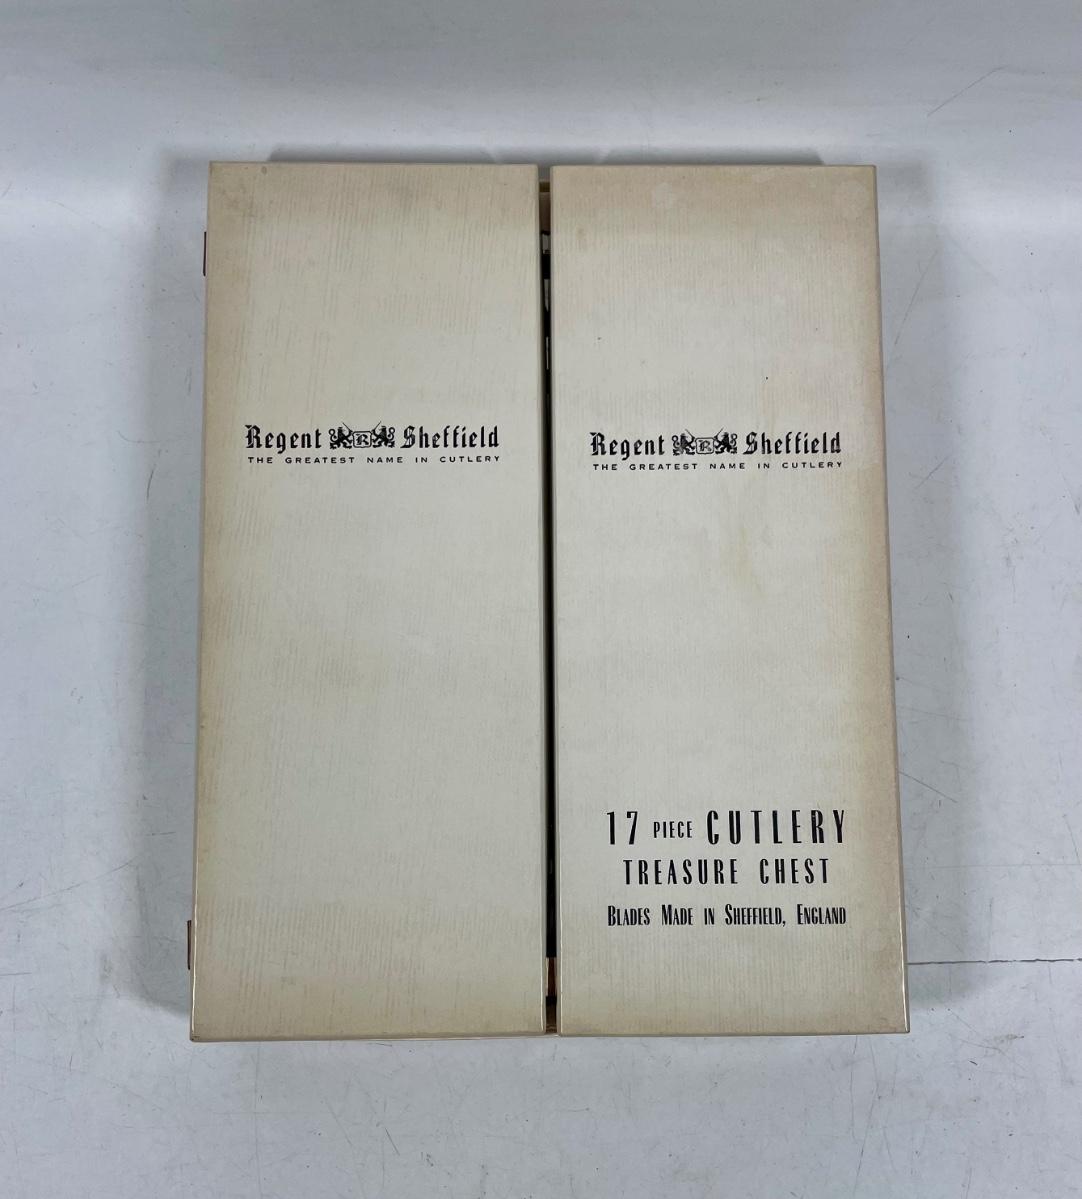 Regent R Sheffield
THE GREATEST NAME IN CUTLERY
Regent R Sheffield
THE GREATEST NAME IN CUTLERY
17 PIECE CUTLERY
TREASURE CHEST
BLADES MADE IN SHEFFIELD, ENGLAND